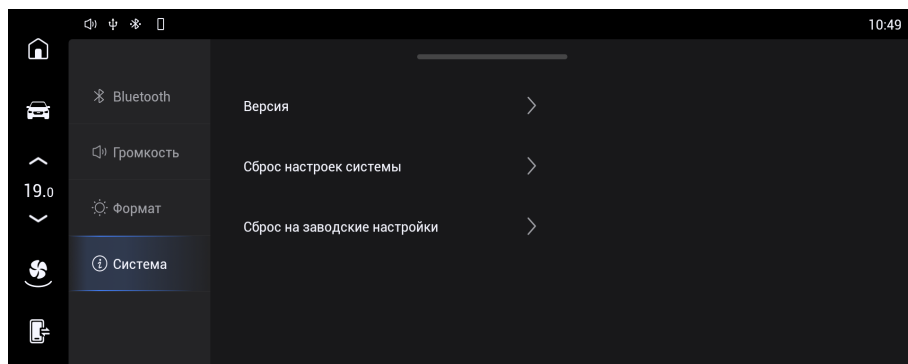 10:49
Bluetooth
Громкость
19.0
Формат
Система
Версия
Сброс настроек системы
Сброс на заводские настройки